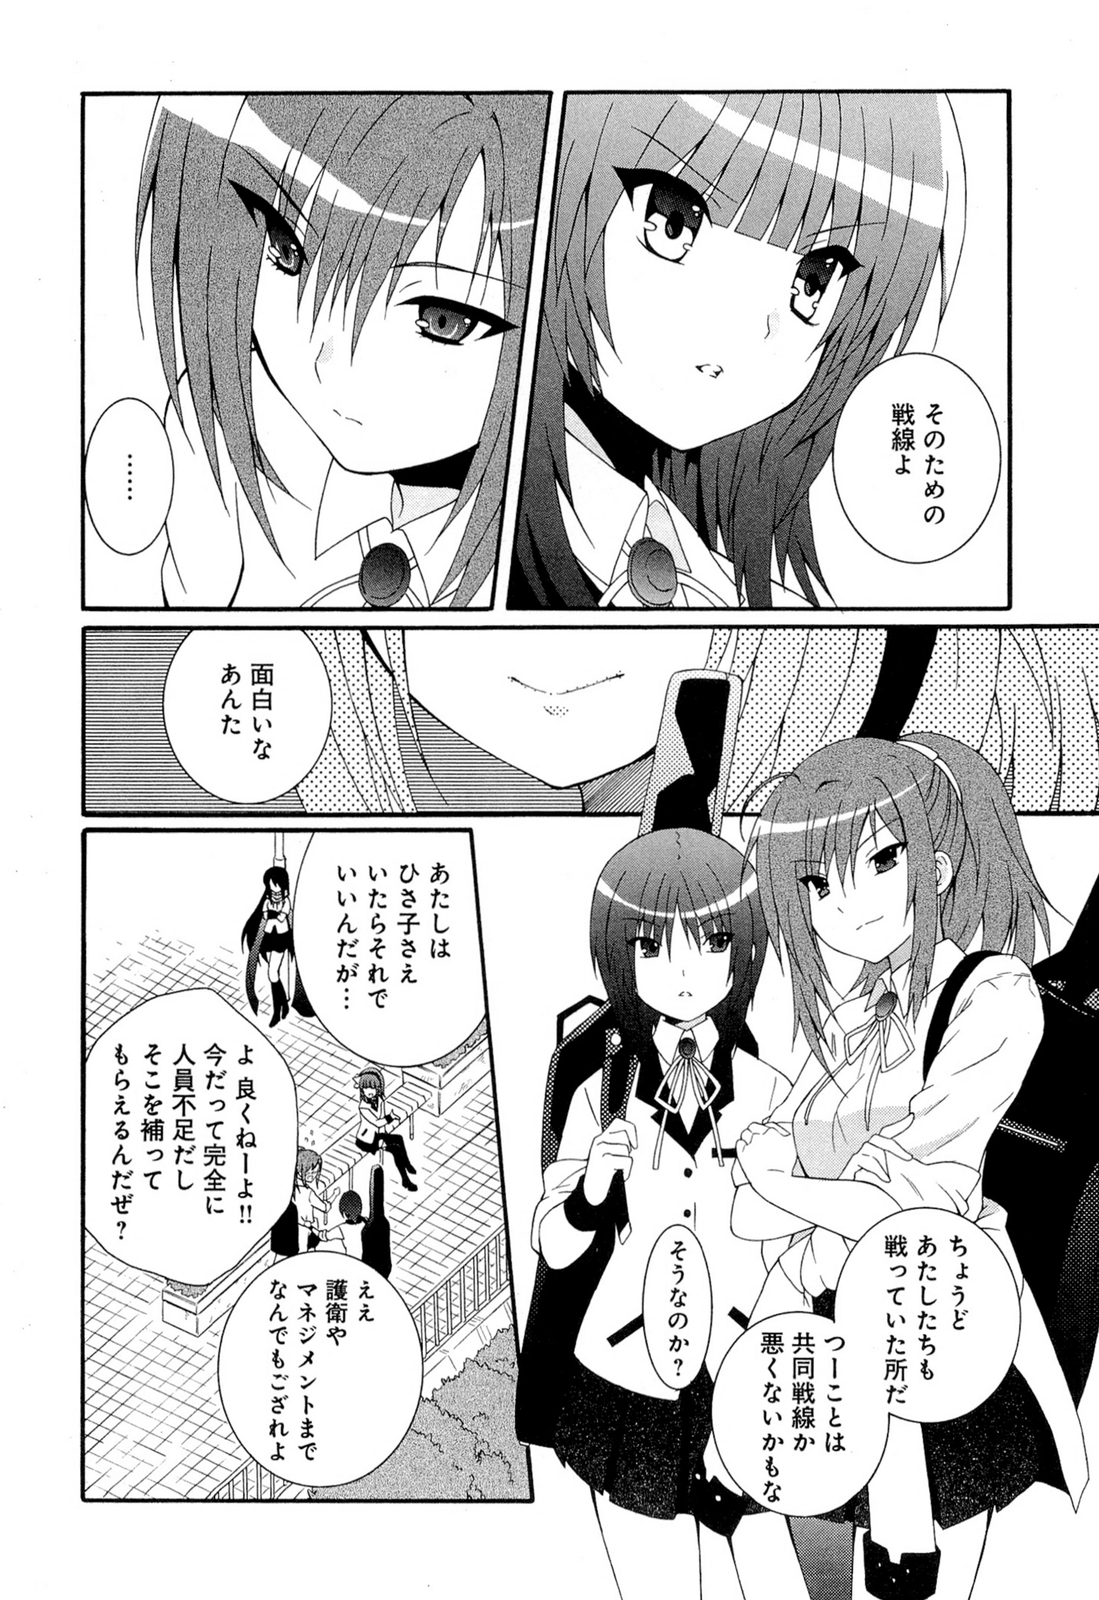 そのための
戦線よ
……
面白いな
あんた
ちょうど
あたしたちも
戦っていた所だ
つーことは
共同戦線か
悪くないかもな
そうなのか？
あたしは
ひさ子さえ
いたらそれで
いいんだが…
よ 良くねーよ!!
今だって完全に
人員不足だし
そこを補って
もらえるんだぜ？
ええ
護衛や
マネジメントまで
なんでもござれよ